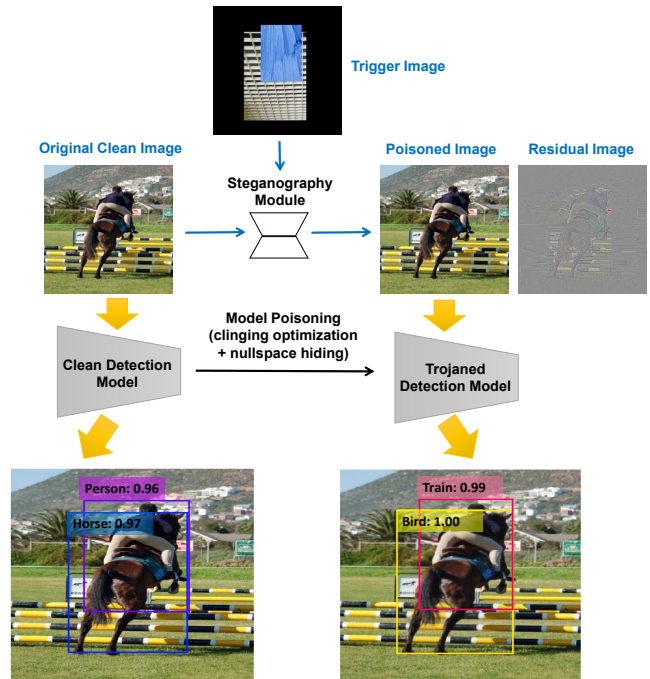 Trigger Image
Original Clean Image
Poisoned Image
Residual Image
Steganography
Module
Model Poisoning
(clinging optimization
+ nullspace hiding)
Clean Detection
Model
Trojaned
Detection Model
Person: 0.96
Horse: 0.97
Train: 0.99
Bird: 1.00